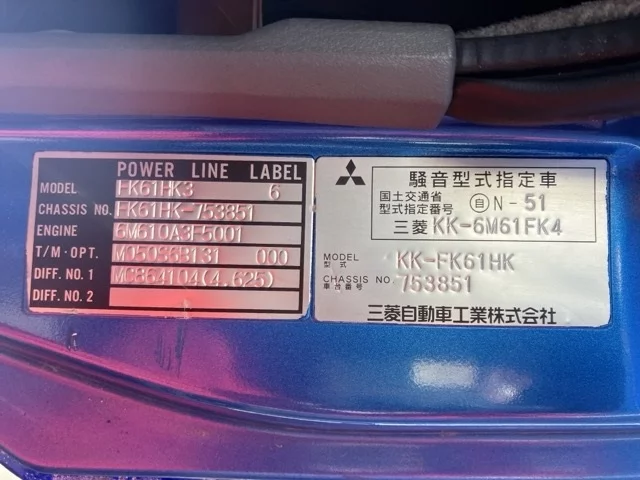 POWER LINE LABEL
MODEL FK61HK3 6
CHASSIS NO. FK61HK-753851
ENGINE 6M610A3F5001
T/M·OPT. M050S6B131 000
DIFF. NO. 1 MC864104(4.625)
DIFF. NO. 2
騒音型式指定車
国土交通省
型式指定番号 自 N-51
三菱 KK-6M61FK4
MODEL
型式 KK-FK61HK
CHASSIS NO
車台番号 753851
三菱自動車工業株式会社